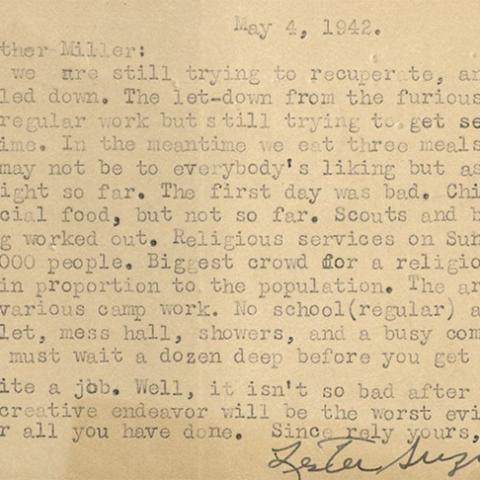 May 4, 1942.
ther Miller:
we are still trying to recuperate, an
led down. The let-down from the furious
regular work but still trying to get se
ime. In the meantime we eat three meals
may not be to everybody's liking but as
ight so far. The first day was bad. Chi
cial food, but not so far. Scouts and b
g worked out. Religious services on Sun
000 people. Biggest crowd for a religio
in proportion to the population. The ar
various camp work. No school(regular) a
let, mess hall, showers, and a busy com
must wait a dozen deep before you get
ite a job. Well, it isn't so bad after
creative endeavor will be the worst evi
r all you have done. Since rely yours,
Lester Suzu